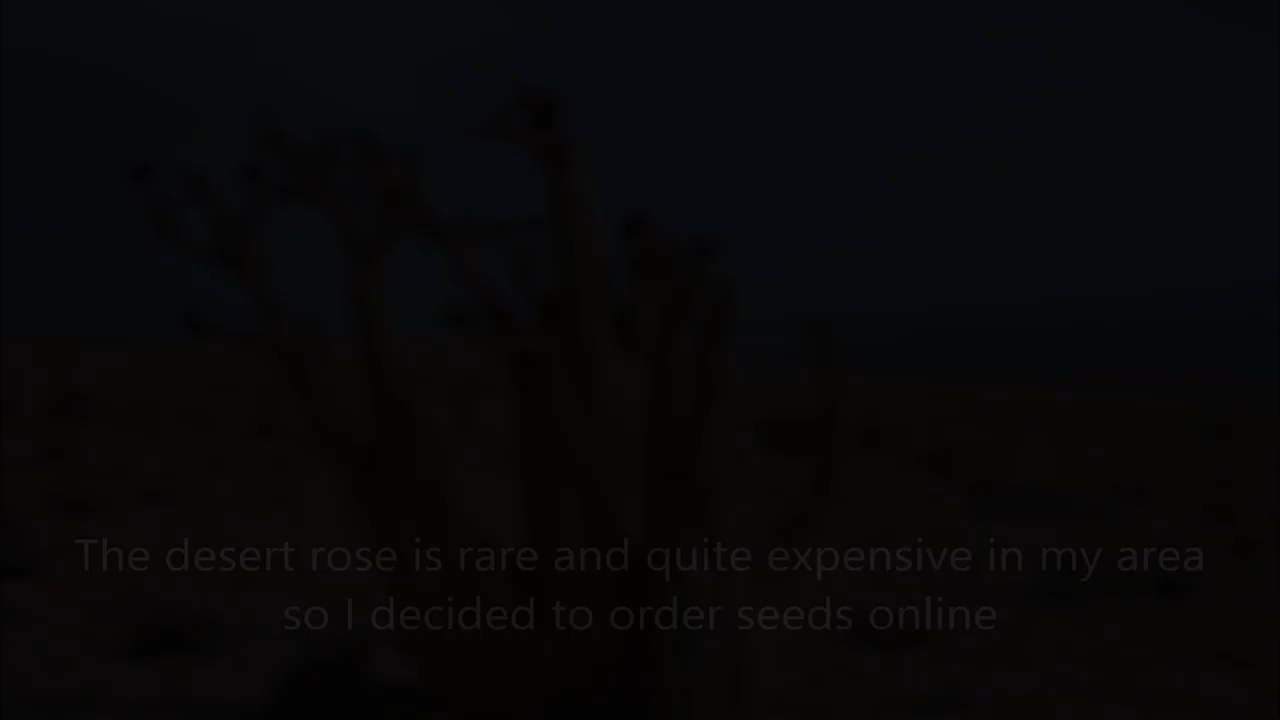 The desert rose is rare and quite expensive in my area
so I decided to order seeds online